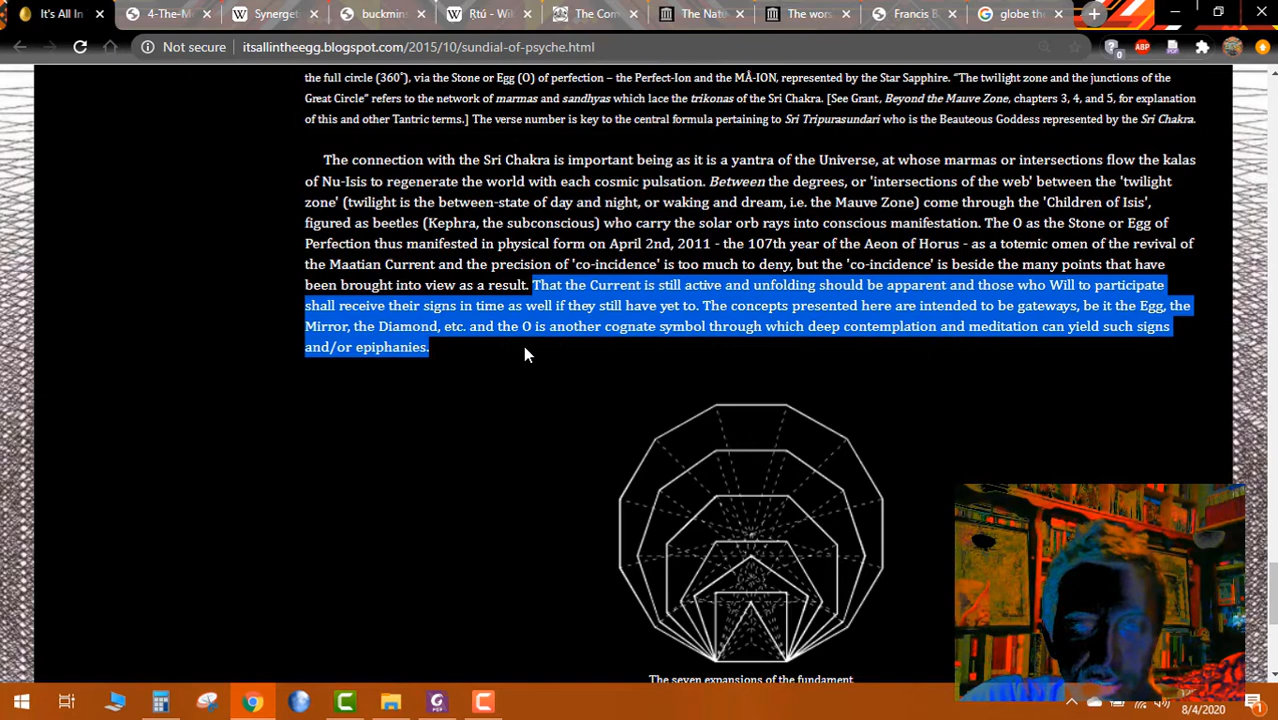 It's All In
4-The-M
Synerget
buckmin
Ṛtú - Wil
The Com
The Nat
The wors
Francis B
globe the
Not secure
itsallintheegg.blogspot.com/2015/10/sundial-of-psyche.html
ABP
the full circle (360˚), via the Stone or Egg (O) of perfection – the Perfect-Ion and the MÅ-ION, represented by the Star Sapphire. “The twilight zone and the junctions of the
Great Circle” refers to the network of marmas and sandhyas which lace the trikonas of the Sri Chakra. [See Grant, Beyond the Mauve Zone, chapters 3, 4, and 5, for explanation
of this and other Tantric terms.] The verse number is key to the central formula pertaining to Sri Tripurasundari who is the Beauteous Goddess represented by the Sri Chakra.
The connection with the Sri Chakra is important being as it is a yantra of the Universe, at whose marmas or intersections flow the kalas
of Nu-Isis to regenerate the world with each cosmic pulsation. Between the degrees, or 'intersections of the web' between the 'twilight
zone' (twilight is the between-state of day and night, or waking and dream, i.e. the Mauve Zone) come through the 'Children of Isis',
figured as beetles (Kephra, the subconscious) who carry the solar orb rays into conscious manifestation. The O as the Stone or Egg of
Perfection thus manifested in physical form on April 2nd, 2011 - the 107th year of the Aeon of Horus - as a totemic omen of the revival of
the Maatian Current and the precision of 'co-incidence' is too much to deny, but the 'co-incidence' is beside the many points that have
been brought into view as a result. That the Current is still active and unfolding should be apparent and those who Will to participate
shall receive their signs in time as well if they still have yet to. The concepts presented here are intended to be gateways, be it the Egg, the
Mirror, the Diamond, etc. and the O is another cognate symbol through which deep contemplation and meditation can yield such signs
and/or epiphanies.
The seven expansions of the fundament
8/4/2020